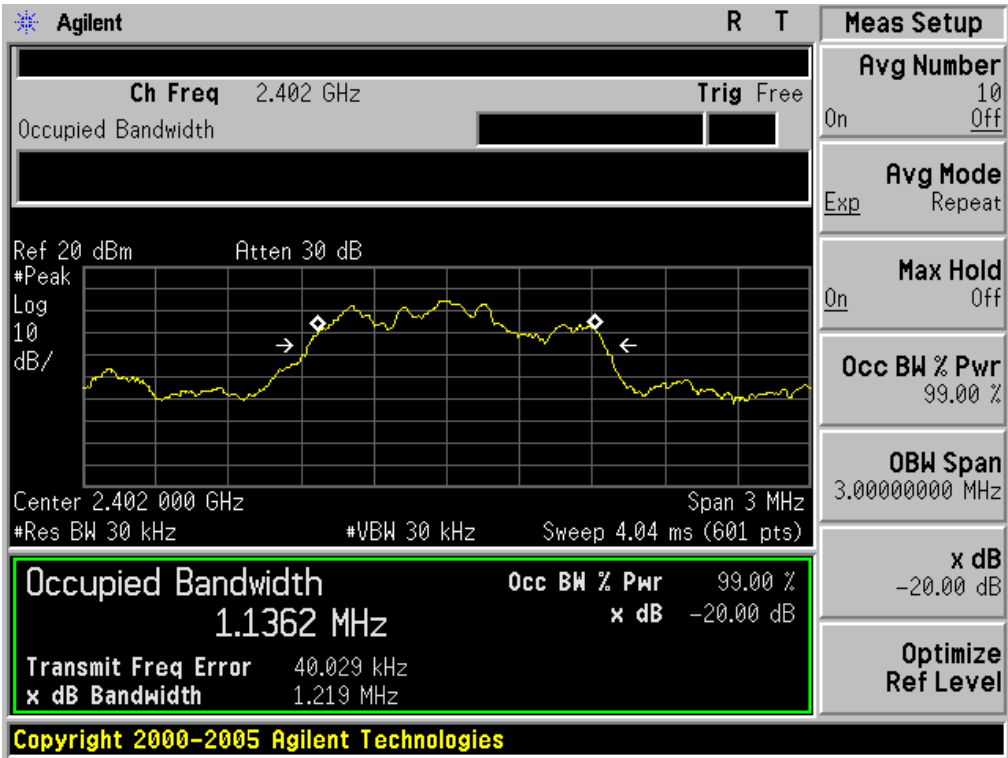 Agilent R T
Ch Freq 2.402 GHz Trig Free
Occupied Bandwidth
Ref 20 dBm Atten 30 dB
#Peak
Log
10
dB/
Center 2.402 000 GHz Span 3 MHz
#Res BW 30 kHz #VBW 30 kHz Sweep 4.04 ms (601 pts)
Occupied Bandwidth Occ BW % Pwr 99.00 %
1.1362 MHz x dB -20.00 dB
Transmit Freq Error 40.029 kHz
x dB Bandwidth 1.219 MHz
Copyright 2000-2005 Agilent Technologies
Meas Setup
Avg Number
10
On Off
Avg Mode
Exp Repeat
Max Hold
On Off
Occ BW % Pwr
99.00 %
OBW Span
3.00000000 MHz
x dB
-20.00 dB
Optimize
Ref Level